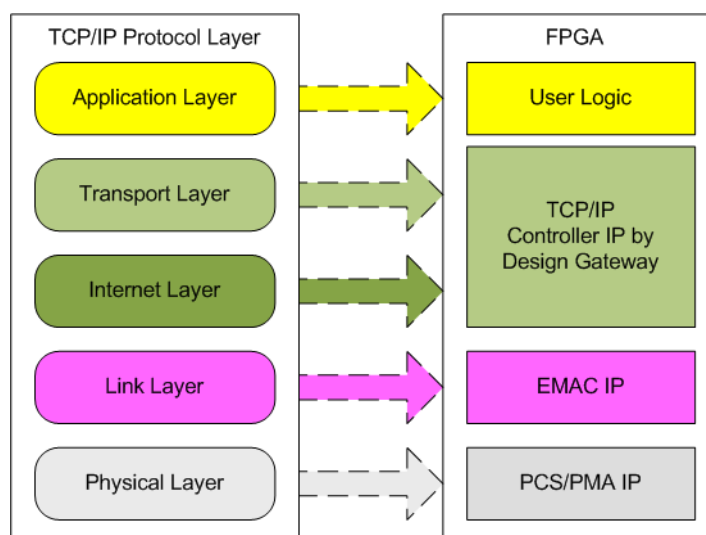 TCP/IP Protocol Layer
Application Layer
Transport Layer
Internet Layer
Link Layer
Physical Layer
FPGA
User Logic
TCP/IP
Controller IP by
Design Gateway
EMAC IP
PCS/PMA IP